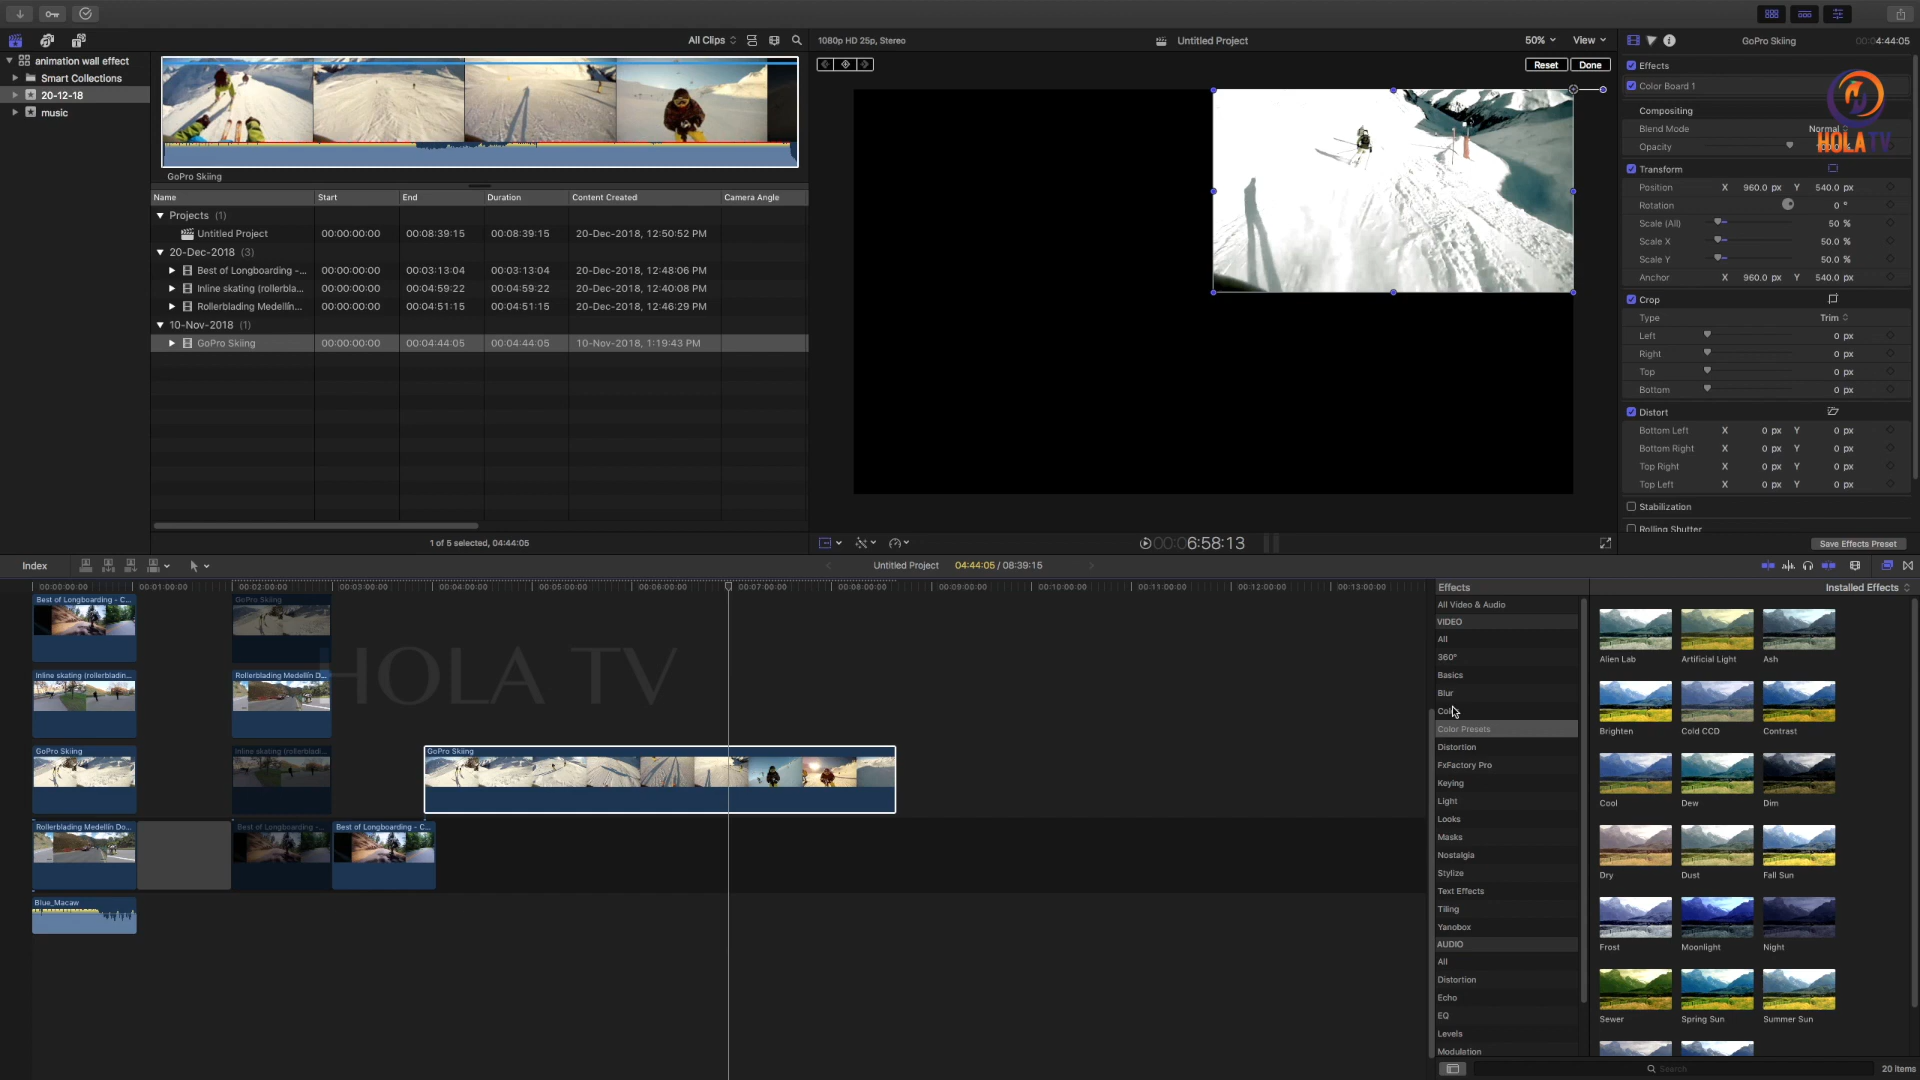 All Clips
animation wall effect
Smart Collections
20-12-18
music
GoPro Skiing
Name Start End Duration Content Created Camera Angle
Projects (1)
Untitled Project 00:00:00:00 00:08:39:15 00:08:39:15 20-Dec-2018, 12:50:52 PM
20-Dec-2018 (3)
Best of Longboarding -... 00:00:00:00 00:03:13:04 00:03:13:04 20-Dec-2018, 12:48:06 PM
Inline skating (rollerbla... 00:00:00:00 00:04:59:22 00:04:59:22 20-Dec-2018, 12:40:08 PM
Rollerblading Medellín... 00:00:00:00 00:04:51:15 00:04:51:15 20-Dec-2018, 12:46:29 PM
10-Nov-2018 (1)
GoPro Skiing 00:00:00:00 00:04:44:05 00:04:44:05 10-Nov-2018, 1:19:43 PM
1 of 5 selected, 04:44:05
1080p HD 25p, Stereo
Untitled Project
50% View
Reset Done
00:06:58:13
GoPro Skiing 00:04:44:05
Effects
Color Board 1
HOLA TV
Compositing
Blend Mode Normal
Opacity
Transform
Position X 960.0 px Y 540.0 px
Rotation 0 °
Scale (All) 50 %
Scale X 50.0 %
Scale Y 50.0 %
Anchor X 960.0 px Y 540.0 px
Crop
Type Trim
Left 0 px
Right 0 px
Top 0 px
Bottom 0 px
Distort
Bottom Left X 0 px Y 0 px
Bottom Right X 0 px Y 0 px
Top Right X 0 px Y 0 px
Top Left X 0 px Y 0 px
Stabilization
Rolling Shutter
Save Effects Preset
Index
Untitled Project 04:44:05 / 08:39:15
00:00:00:00 00:01:00:00 00:02:00:00 00:03:00:00 00:04:00:00 00:05:00:00 00:06:00:00 00:07:00:00 00:08:00:00 00:09:00:00 00:10:00:00 00:11:00:00 00:12:00:00 00:13:00:00
Best of Longboarding - C... GoPro Skiing
Inline skating (rollerbladin... Rollerblading Medellín D...
HOLA TV
GoPro Skiing Inline skating (rollerbladi... GoPro Skiing
Rollerblading Medellín Do... Best of Longboarding -... Best of Longboarding - C...
Blue_Macaw
Effects
All Video & Audio
VIDEO
All
360°
Basics
Blur
Color Presets
Distortion
FxFactory Pro
Keying
Light
Looks
Masks
Nostalgia
Stylize
Text Effects
Tiling
Yanobox
AUDIO
All
Distortion
Echo
EQ
Levels
Modulation
Installed Effects
Alien Lab Artificial Light Ash
Brighten Cold CCD Contrast
Cool Dew Dim
Dry Dust Fall Sun
Frost Moonlight Night
Sewer Spring Sun Summer Sun
Search
20 Items